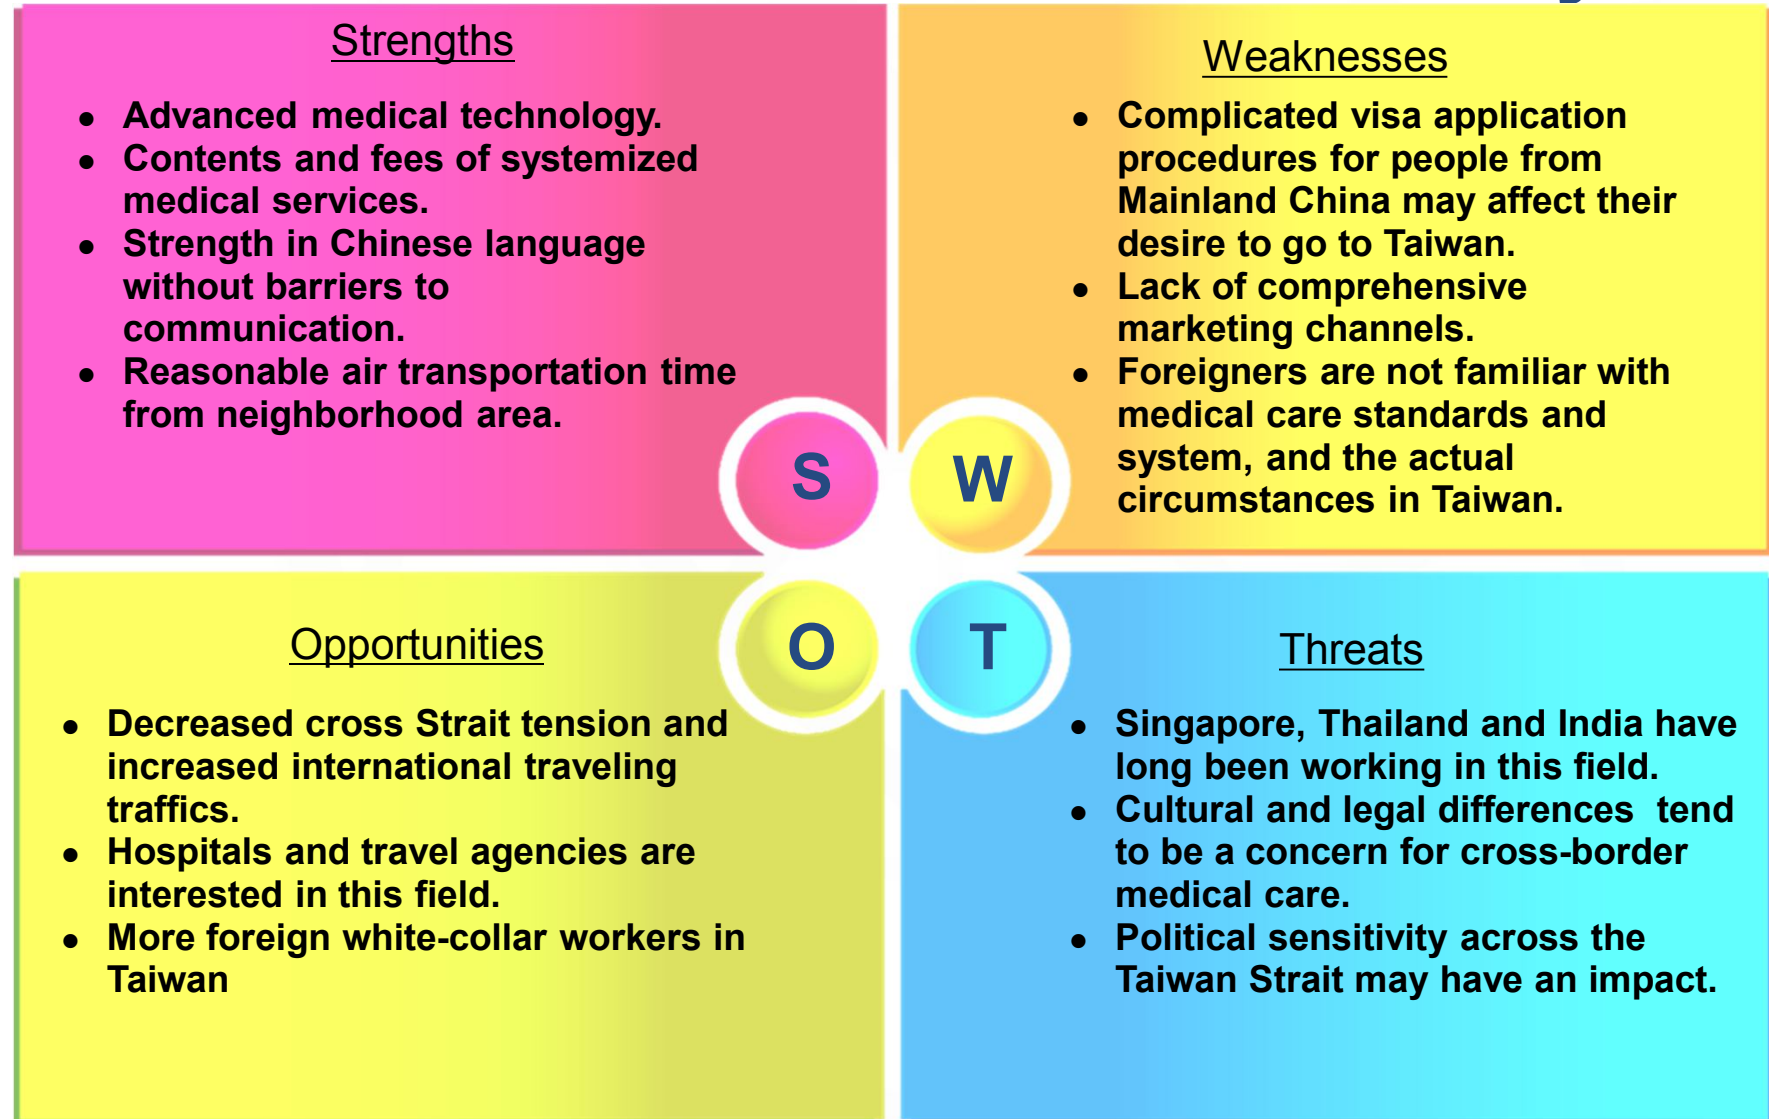 Strengths
● Advanced medical technology.
● Contents and fees of systemized
medical services.
● Strength in Chinese language
without barriers to
communication.
● Reasonable air transportation time
from neighborhood area.
Weaknesses
● Complicated visa application
procedures for people from
Mainland China may affect their
desire to go to Taiwan.
● Lack of comprehensive
marketing channels.
● Foreigners are not familiar with
medical care standards and
system, and the actual
circumstances in Taiwan.
S
W
O
T
Opportunities
● Decreased cross Strait tension and
increased international traveling
traffics.
● Hospitals and travel agencies are
interested in this field.
● More foreign white-collar workers in
Taiwan
Threats
● Singapore, Thailand and India have
long been working in this field.
● Cultural and legal differences  tend
to be a concern for cross-border
medical care.
● Political sensitivity across the
Taiwan Strait may have an impact.